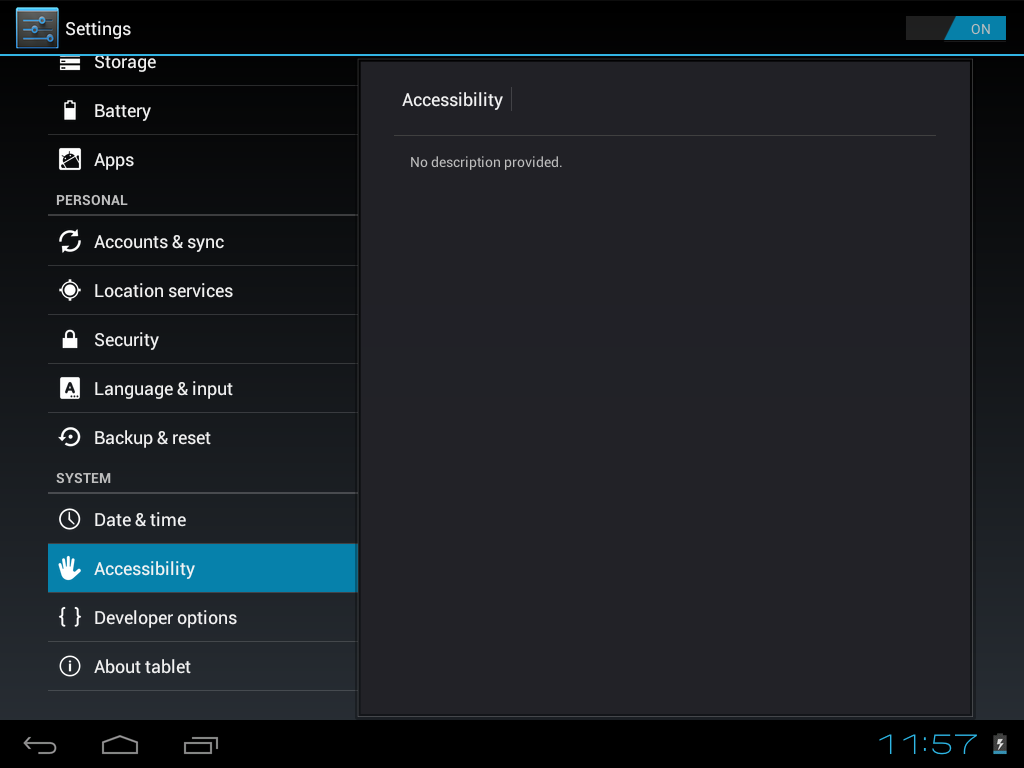 Settings
ON
Storage
Battery
Apps
PERSONAL
Accounts & sync
Location services
Security
Language & input
Backup & reset
SYSTEM
Date & time
Accessibility
Developer options
About tablet
Accessibility
No description provided.
11:57